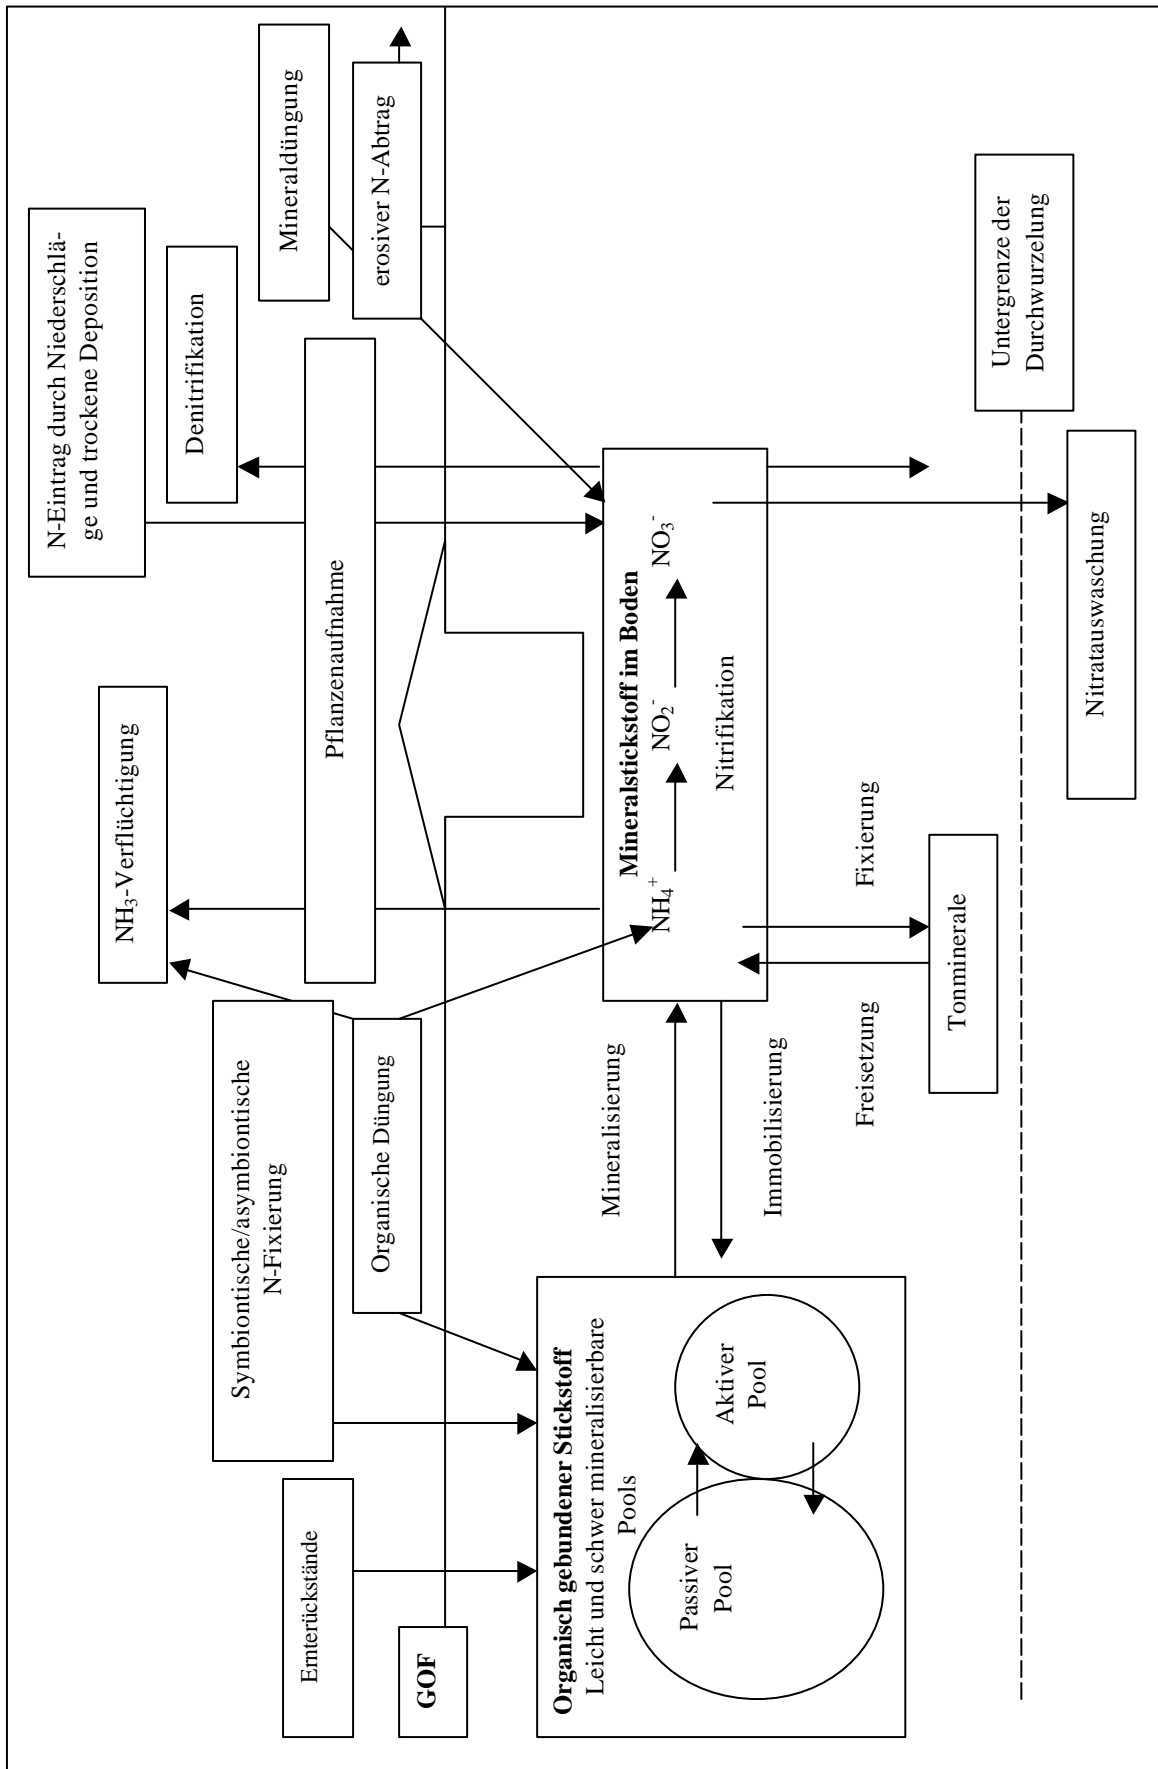 N-Eintrag durch Niederschlä-
ge und trockene Deposition
NH₃-Verflüchtigung
Denitrifikation
Symbiontische/asymbiontische
N-Fixierung
Mineraldüngung
Ernterückstände
Pflanzenaufnahme
Organische Düngung
erosiver N-Abtrag
GOF
Organisch gebundener Stickstoff
Leicht und schwer mineralisierbare
Pools
Passiver
Pool
Aktiver
Pool
Mineralisierung
Immobilisierung
Mineralstickstoff im Boden
NH₄⁺ NO₂⁻ NO₃⁻
Nitrifikation
Freisetzung
Fixierung
Tonminerale
Untergrenze der
Durchwurzelung
Nitratauswaschung